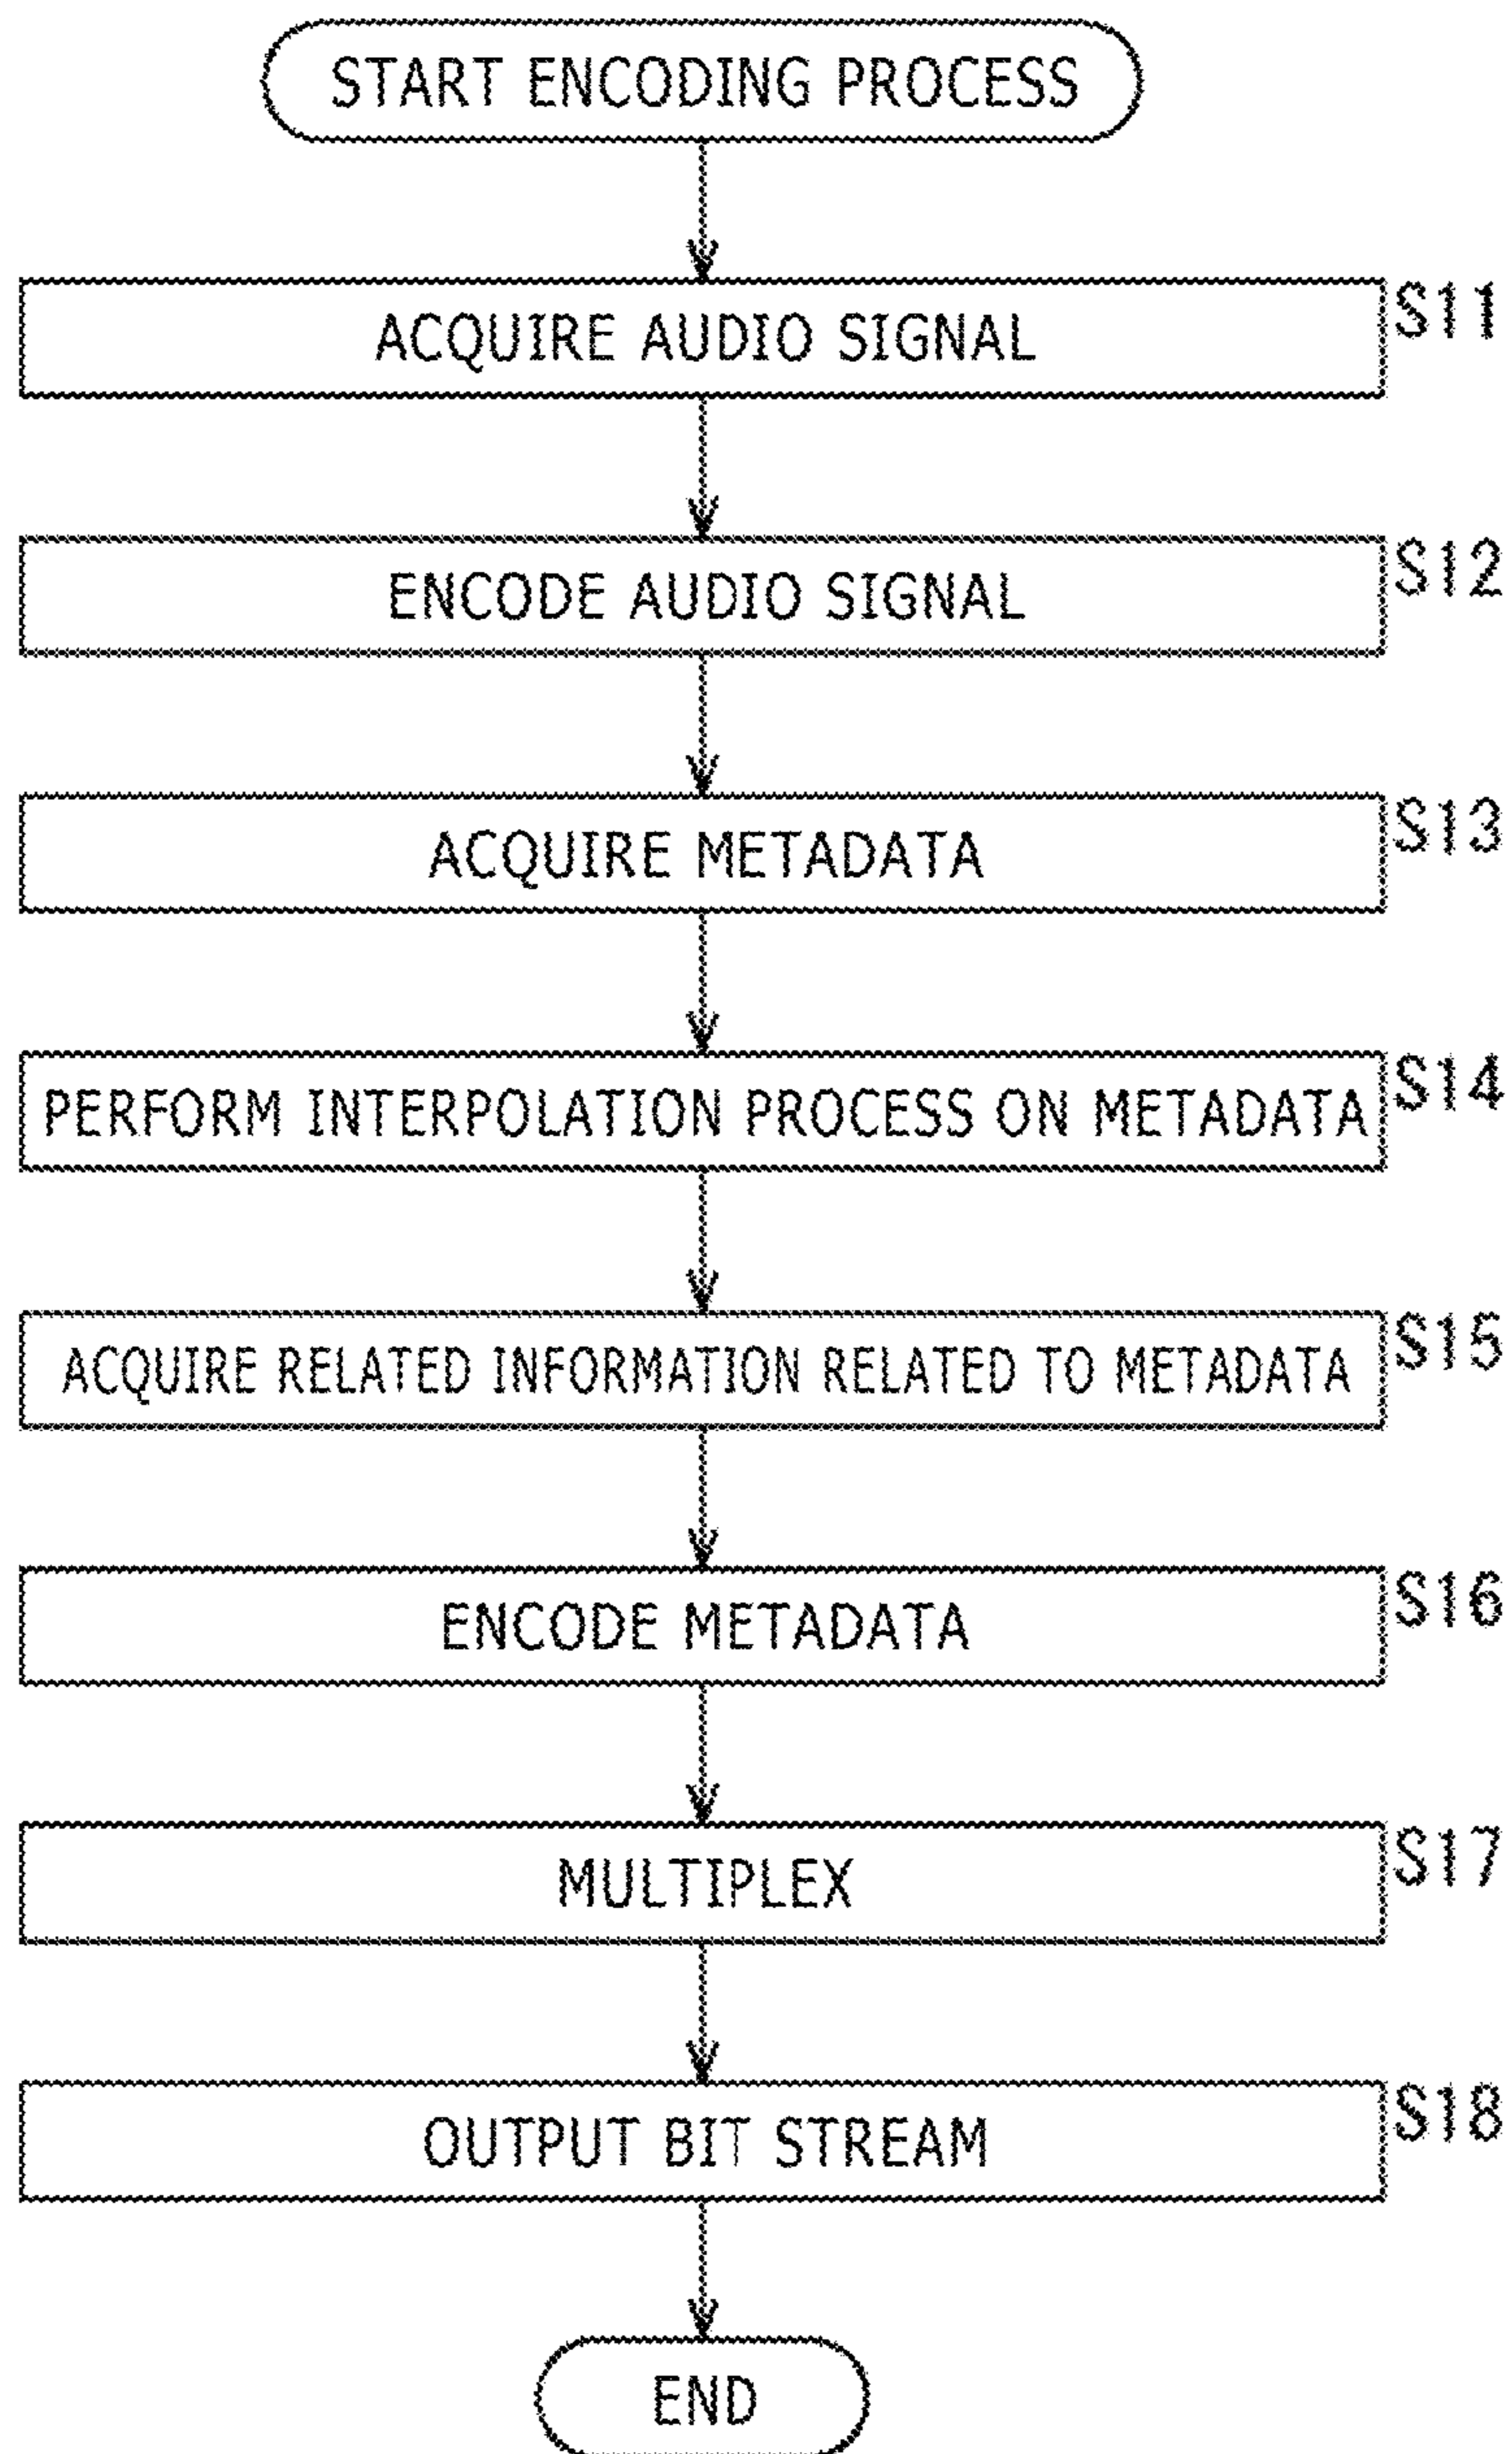 START ENCODING PROCESS
ACQUIRE AUDIO SIGNAL S11
ENCODE AUDIO SIGNAL S12
ACQUIRE METADATA S13
PERFORM INTERPOLATION PROCESS ON METADATA S14
ACQUIRE RELATED INFORMATION RELATED TO METADATA S15
ENCODE METADATA S16
MULTIPLEX S17
OUTPUT BIT STREAM S18
END